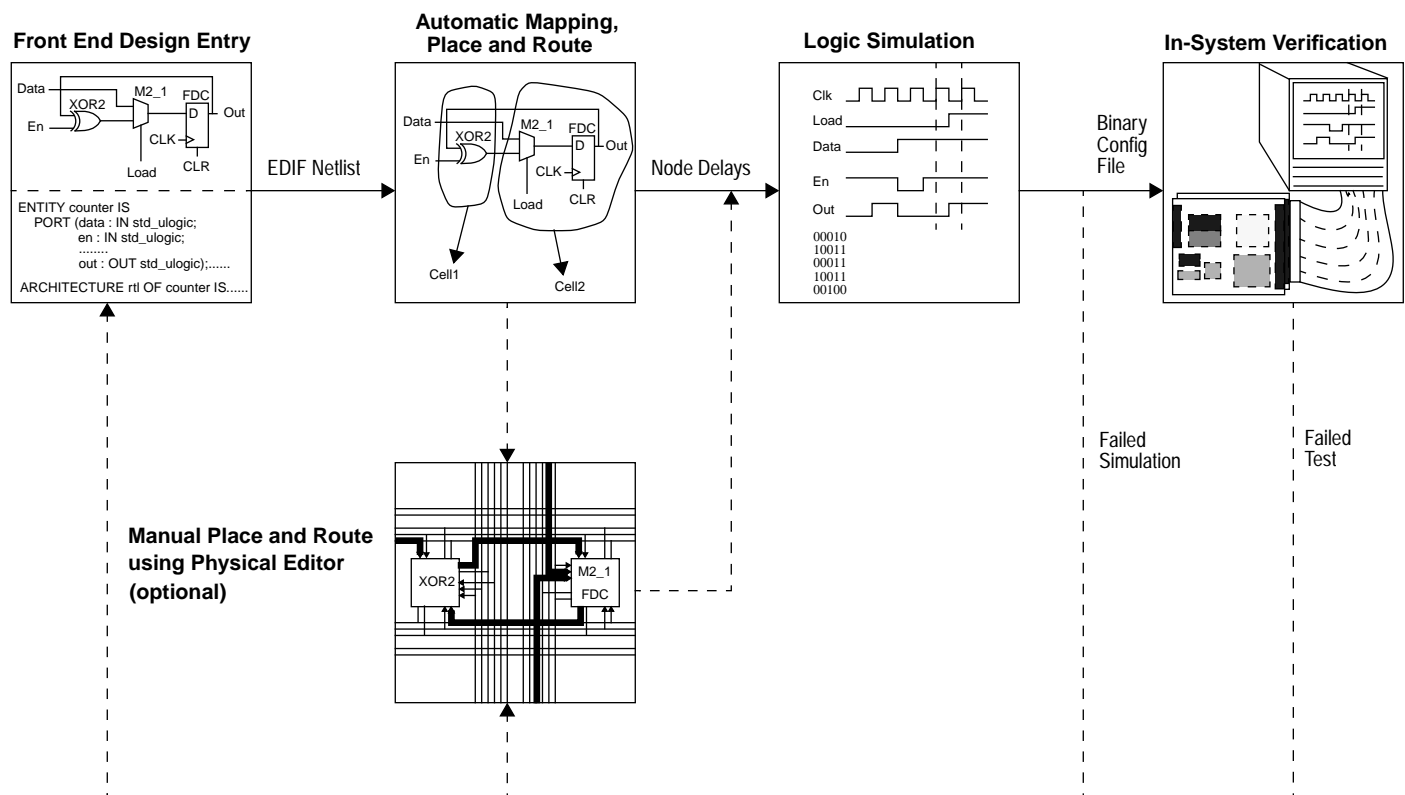 Front End Design Entry
Automatic Mapping,
Place and Route
Logic Simulation
In-System Verification
Data
XOR2
M2_1
FDC
D
Out
En
CLK
Load
CLR
ENTITY counter IS
PORT (data : IN std_ulogic;
en : IN std_ulogic;
........
out : OUT std_ulogic);......
ARCHITECTURE rtl OF counter IS......
EDIF Netlist
Data
XOR2
M2_1
FDC
D
Out
En
CLK
Load
CLR
Cell1
Cell2
Node Delays
Clk
Load
Data
En
Out
00010
10011
00011
10011
00100
Binary
Config
File
Failed
Simulation
Failed
Test
Manual Place and Route
using Physical Editor
(optional)
XOR2
M2_1
FDC